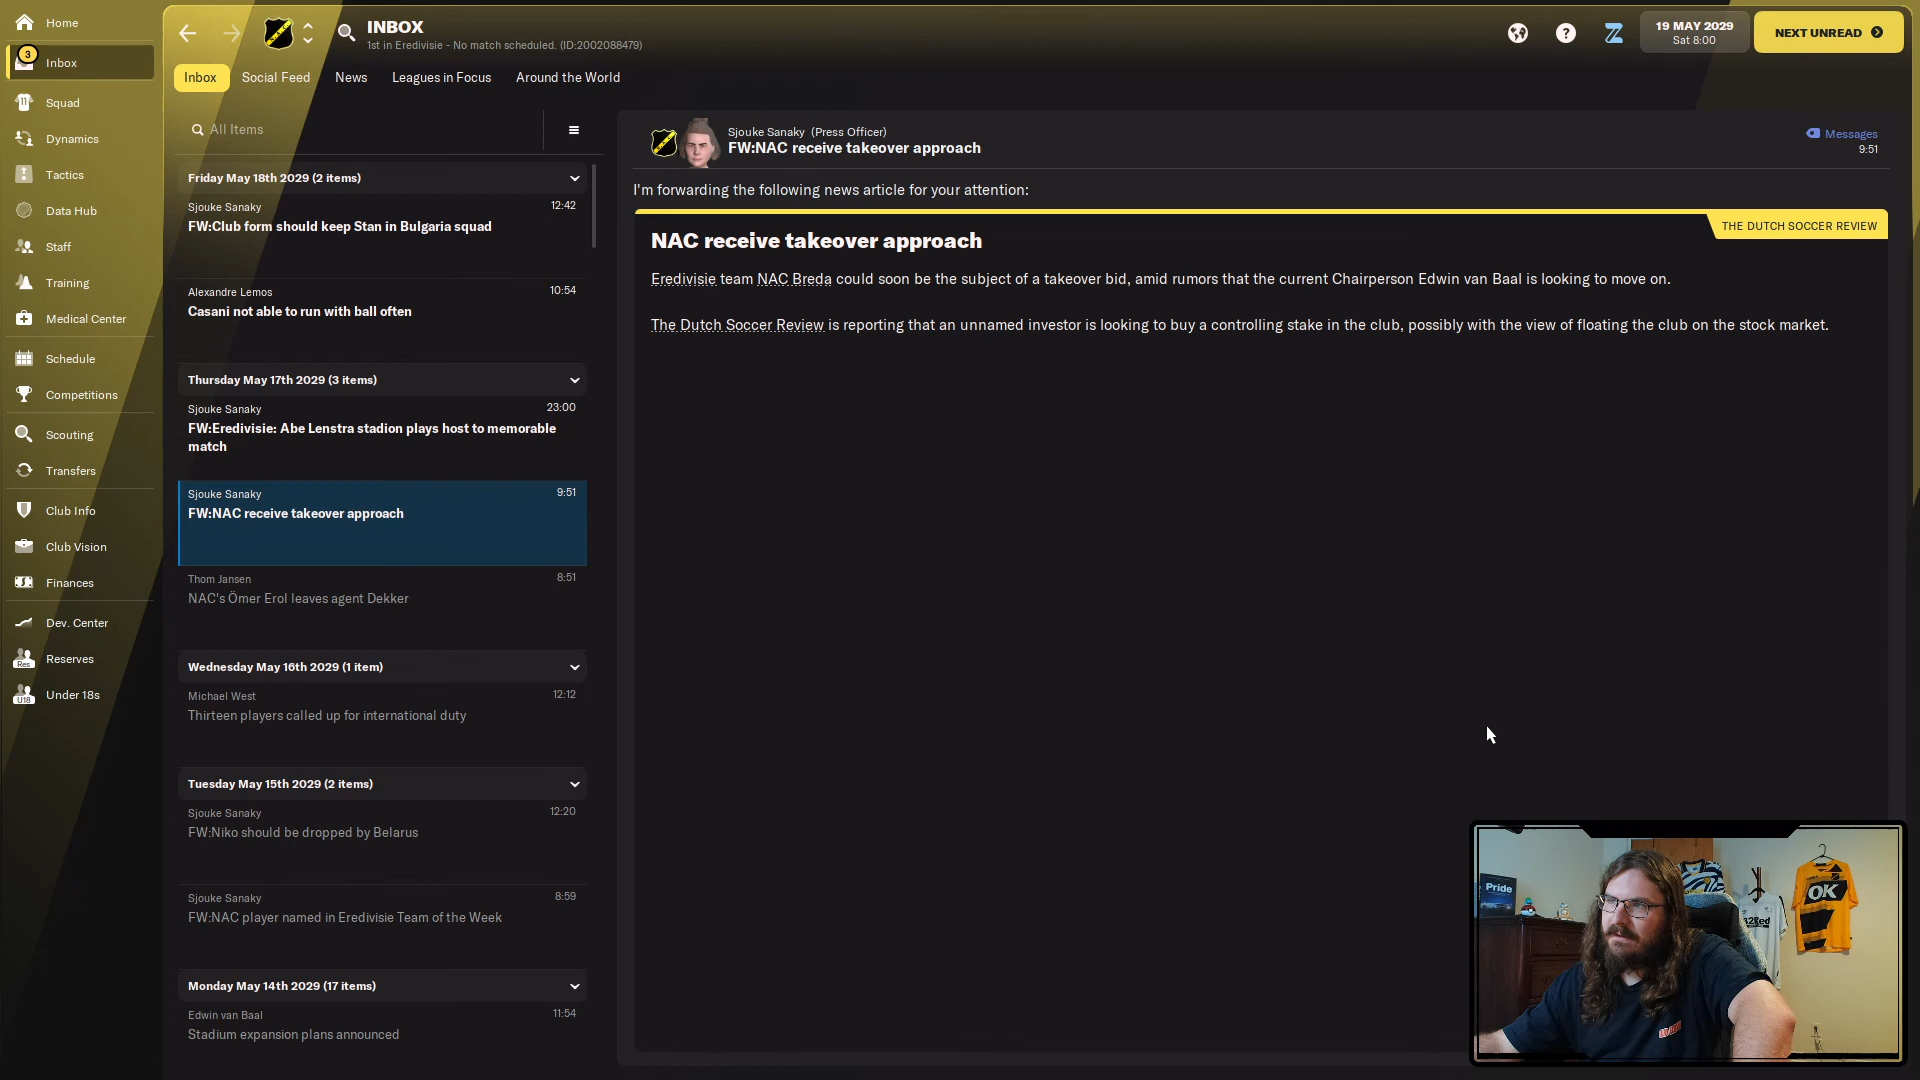 Home
3
Inbox
Squad
Dynamics
Tactics
Data Hub
Staff
Training
Medical Center
Schedule
Competitions
Scouting
Transfers
Club Info
Club Vision
Finances
Dev. Center
Res
Reserves
U18
Under 18s
INBOX
1st in Eredivisie - No match scheduled. (ID:2002088479)
19 MAY 2029
Sat 8:00
NEXT UNREAD
Inbox
Social Feed
News
Leagues in Focus
Around the World
All Items
Friday May 18th 2029 (2 items)
Sjouke Sanaky
12:42
FW:Club form should keep Stan in Bulgaria squad
Alexandre Lemos
10:54
Casani not able to run with ball often
Thursday May 17th 2029 (3 items)
Sjouke Sanaky
23:00
FW:Eredivisie: Abe Lenstra stadion plays host to memorable
match
Sjouke Sanaky
9:51
FW:NAC receive takeover approach
Thom Jansen
8:51
NAC's Ömer Erol leaves agent Dekker
Wednesday May 16th 2029 (1 item)
Michael West
12:12
Thirteen players called up for international duty
Tuesday May 15th 2029 (2 items)
Sjouke Sanaky
12:20
FW:Niko should be dropped by Belarus
Sjouke Sanaky
8:59
FW:NAC player named in Eredivisie Team of the Week
Monday May 14th 2029 (17 items)
Edwin van Baal
11:54
Stadium expansion plans announced
Sjouke Sanaky (Press Officer)
FW:NAC receive takeover approach
Messages
9:51
I'm forwarding the following news article for your attention:
THE DUTCH SOCCER REVIEW
NAC receive takeover approach
Eredivisie team NAC Breda could soon be the subject of a takeover bid, amid rumors that the current Chairperson Edwin van Baal is looking to move on.
The Dutch Soccer Review is reporting that an unnamed investor is looking to buy a controlling stake in the club, possibly with the view of floating the club on the stock market.
Pride
32Red
OK